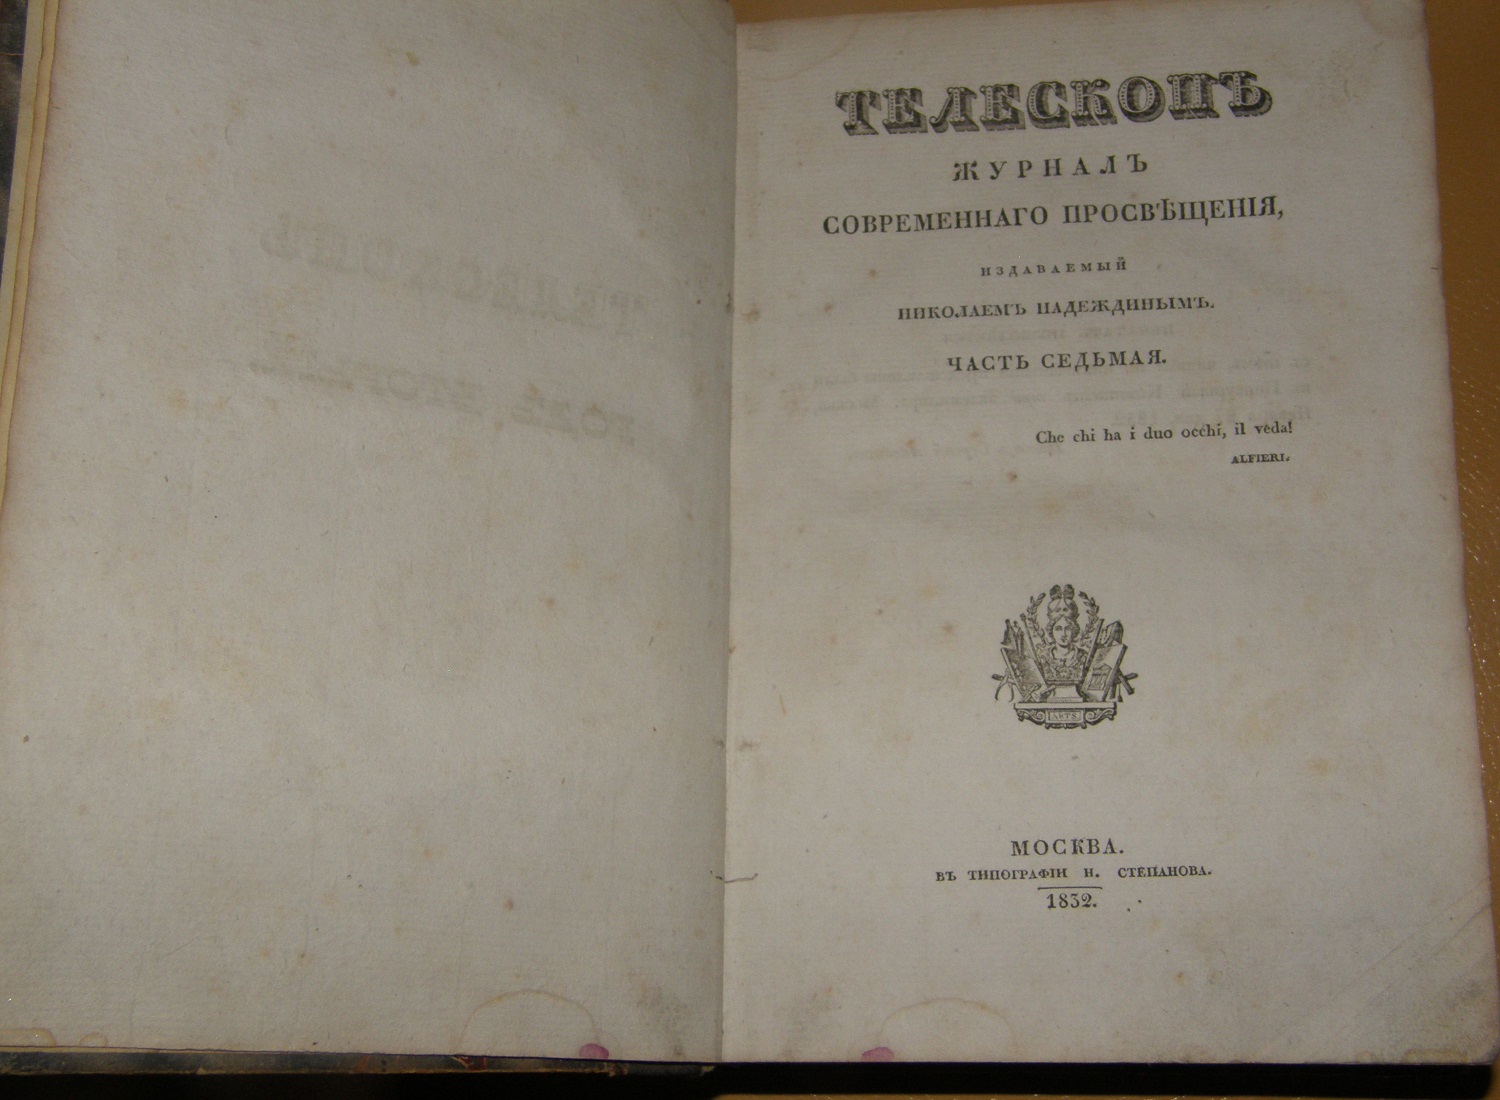 ТЕЛЕСКОПЪ
ЖУРНАЛЪ
СОВРЕМЕННАГО ПРОСВѢЩЕНІЯ,
ИЗДАВАЕМЫЙ
НИКОЛАЕМЪ НАДЕЖДИНЫМЪ.
ЧАСТЬ СЕДЬМАЯ.
Che chi ha i duo occhi, il veda!
ALFIERI.
ARTS
МОСКВА.
ВЪ ТИПОГРАФІИ Н. СТЕПАНОВА.
1832.